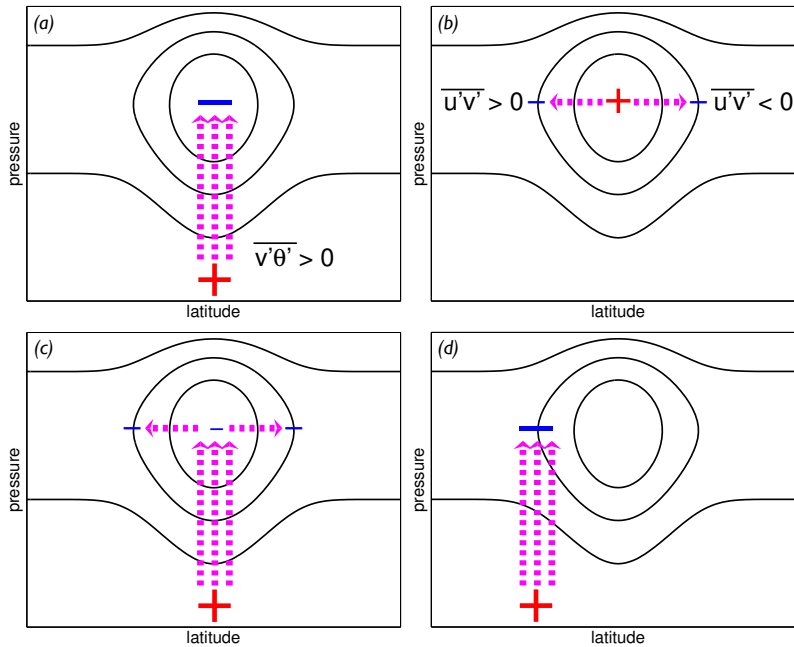 (a)
pressure
v'θ' > 0
latitude
(b)
pressure
u'v' > 0
u'v' < 0
latitude
(c)
pressure
latitude
(d)
pressure
latitude